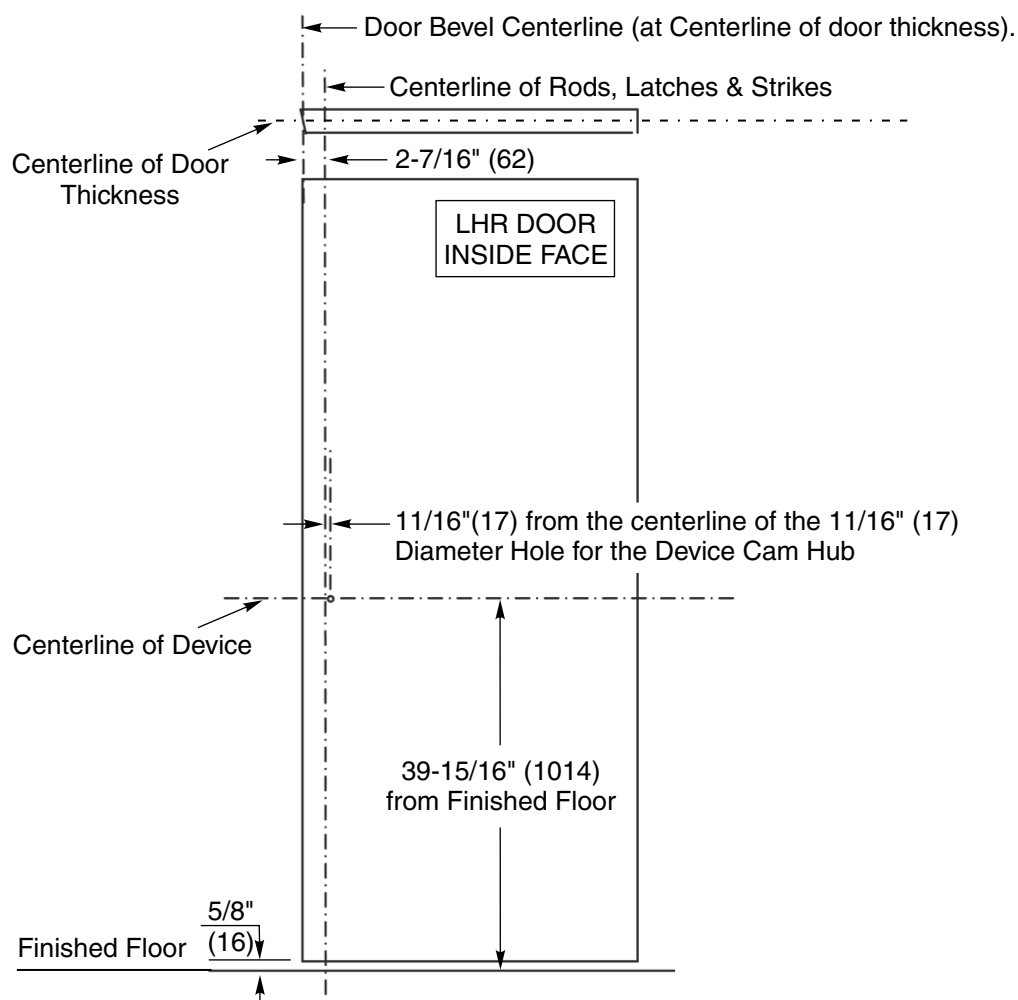 Door Bevel Centerline (at Centerline of door thickness).
Centerline of Rods, Latches & Strikes
Centerline of Door
Thickness
2-7/16" (62)
LHR DOOR
INSIDE FACE
11/16"(17) from the centerline of the 11/16" (17)
Diameter Hole for the Device Cam Hub
Centerline of Device
39-15/16" (1014)
from Finished Floor
5/8"
(16)
Finished Floor